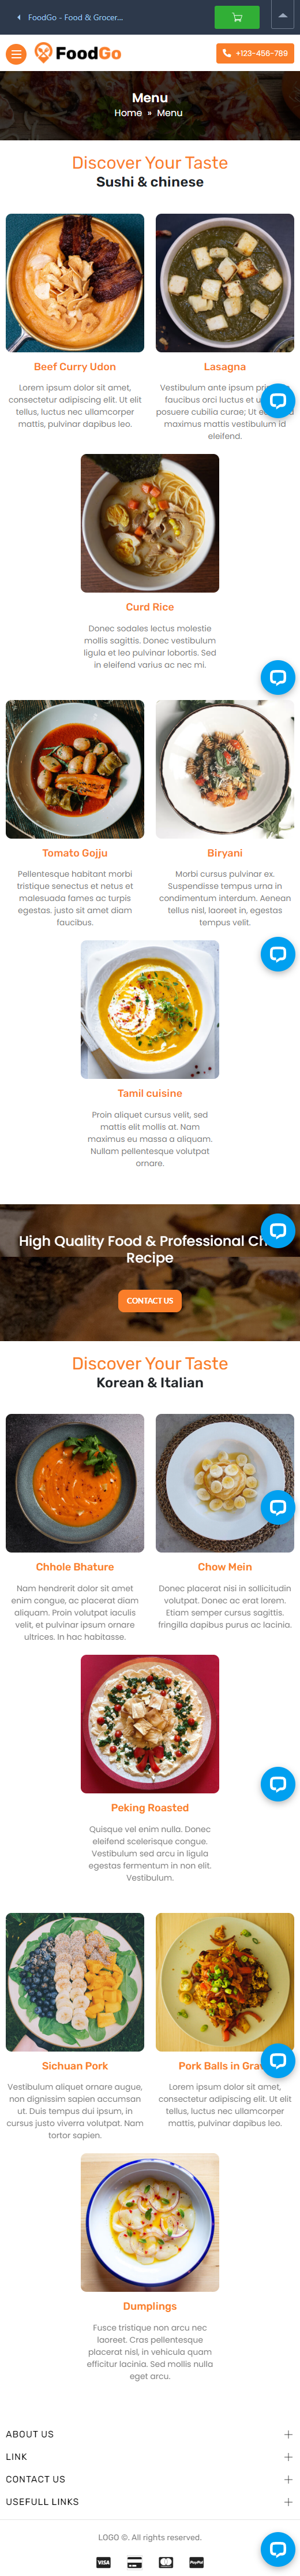 FoodGo - Food & Grocer...
FoodGo
+123-456-789
Menu
Home » Menu
Discover Your Taste
Sushi & chinese
Beef Curry Udon
Lorem ipsum dolor sit amet,
consectetur adipiscing elit. Ut elit
tellus, luctus nec ullamcorper
mattis, pulvinar dapibus leo.
Lasagna
Vestibulum ante ipsum
faucibus orci luctus et
posuere cubilia curae; Ut
maximus mattis vestibulum id
eleifend.
Curd Rice
Donec sodales lectus molestie
mollis sagittis. Donec vestibulum
ligula et leo pulvinar lobortis. Sed
in eleifend varius ac nec mi.
Tomato Gojju
Pellentesque habitant morbi
tristique senectus et netus et
malesuada fames ac turpis
egestas. justo sit amet diam
faucibus.
Biryani
Morbi cursus pulvinar ex.
Suspendisse tempus urna in
condimentum interdum. Aenean
tellus nisl, laoreet in, egestas
tempus velit.
Tamil cuisine
Proin aliquet cursus velit, sed
mattis elit mollis at. Nam
maximus eu massa a aliquam.
Nullam pellentesque volutpat
ornare.
High Quality Food & Professional
Recipe
CONTACT US
Discover Your Taste
Korean & Italian
Chhole Bhature
Nam hendrerit dolor sit amet
enim congue, ac placerat diam
aliquam. Proin volutpat iaculis
velit, et pulvinar ipsum ornare
ultrices. In hac habitasse.
Chow Mein
Donec placerat nisi in sollicitudin
volutpat. Donec ac erat lorem.
Etiam semper cursus sagittis.
fringilla dapibus purus ac lacinia.
Peking Roasted
Quisque vel enim nulla. Donec
eleifend scelerisque congue.
Vestibulum sed arcu in ligula
egestas fermentum in non elit.
Vestibulum.
Sichuan Pork
Vestibulum aliquet ornare augue,
non dignissim sapien accumsan
ut. Duis tempus dui ipsum, in
cursus justo viverra volutpat. Nam
tortor sapien.
Pork Balls in
Lorem ipsum dolor sit amet,
consectetur adipiscing elit. Ut elit
tellus, luctus nec ullamcorper
mattis, pulvinar dapibus leo.
Dumplings
Fusce tristique non arcu nec
laoreet. Cras pellentesque
placerat nisl, in vehicula quam
efficitur lacinia. Sed mollis nulla
eget arcu.
ABOUT US
LINK
CONTACT US
USEFULL LINKS
LOGO ©. All rights reserved.
VISA
PayPal